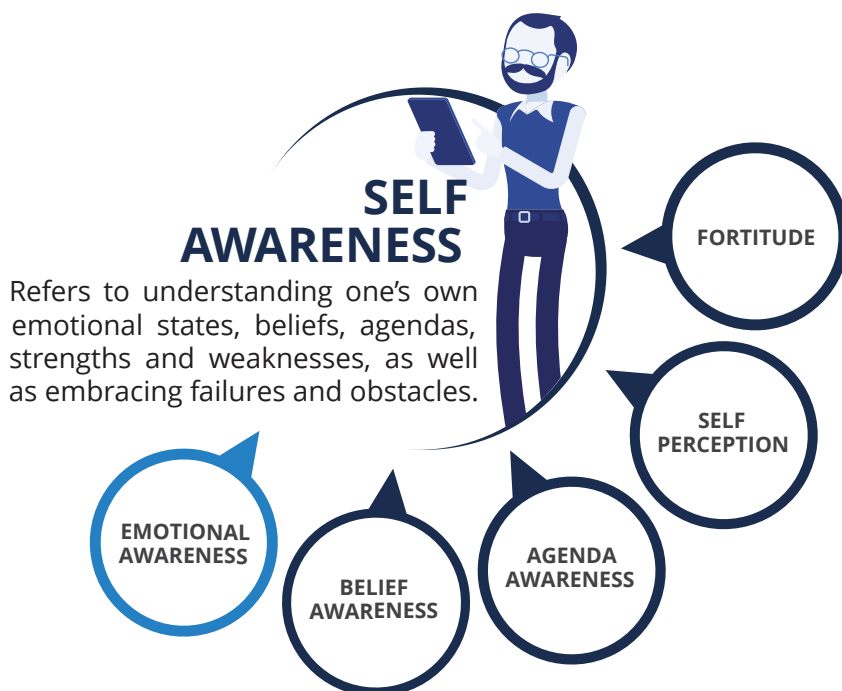 SELF
AWARENESS
Refers to understanding one’s own
emotional states, beliefs, agendas,
strengths and weaknesses, as well
as embracing failures and obstacles.
FORTITUDE
SELF
PERCEPTION
AGENDA
AWARENESS
BELIEF
AWARENESS
EMOTIONAL
AWARENESS